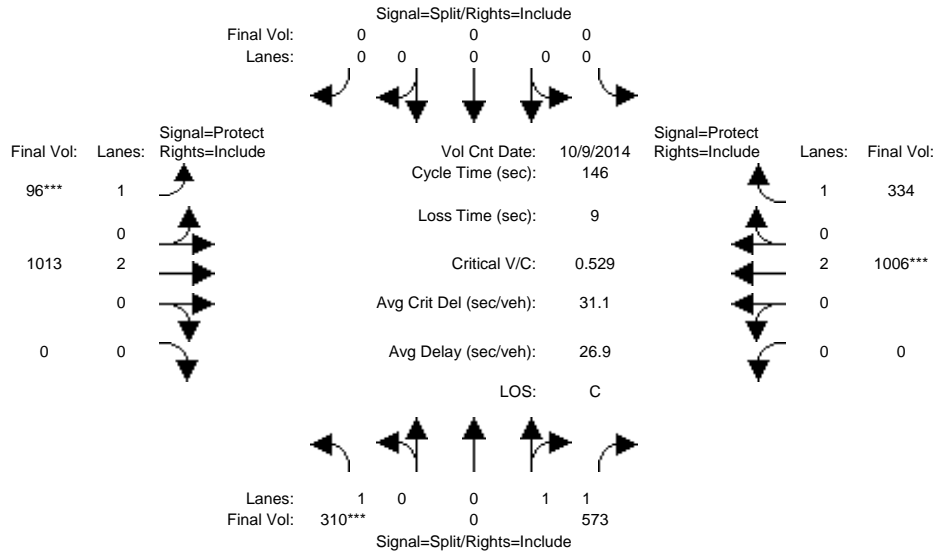 Signal=Split/Rights=Include
Final Vol: 0 0 0
Lanes: 0 0 0 0 0
Signal=Protect
Final Vol: Lanes: Rights=Include
Vol Cnt Date: 10/9/2014
Signal=Protect
Rights=Include Lanes: Final Vol:
Cycle Time (sec): 146
96*** 1
1 334
Loss Time (sec): 9
0
0
1013 2
Critical V/C: 0.529
2 1006***
0
Avg Crit Del (sec/veh): 31.1
0
0 0
Avg Delay (sec/veh): 26.9
0 0
LOS: C
Lanes: 1 0 0 1 1
Final Vol: 310*** 0 573
Signal=Split/Rights=Include